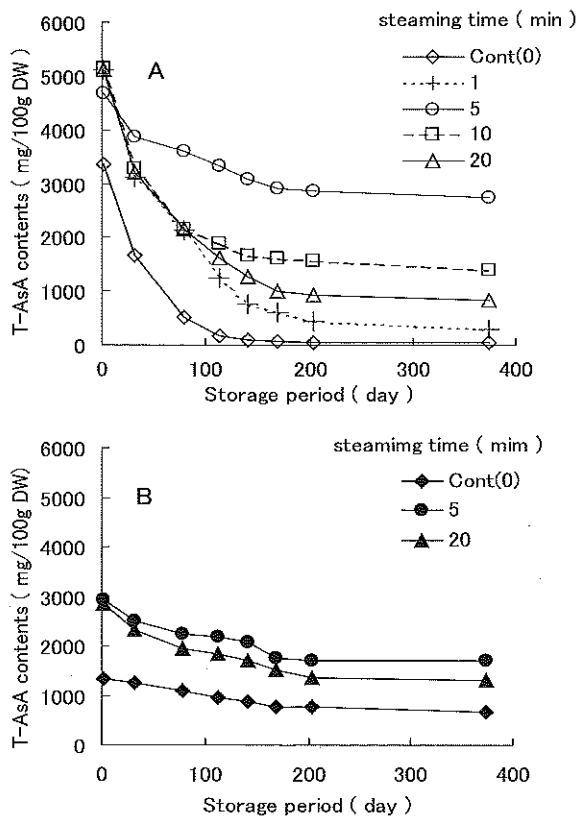 steaming time ( min)
A
Cont(0)
1
5
10
20
T-AsA contents ( mg/100g DW)
6000
5000
4000
3000
2000
1000
0
0 100 200 300 400
Storage period ( day )
steamimg time ( mim )
B
Cont(0)
5
20
T-AsA contents ( mg/100g DW)
6000
5000
4000
3000
2000
1000
0
0 100 200 300 400
Storage period ( day )